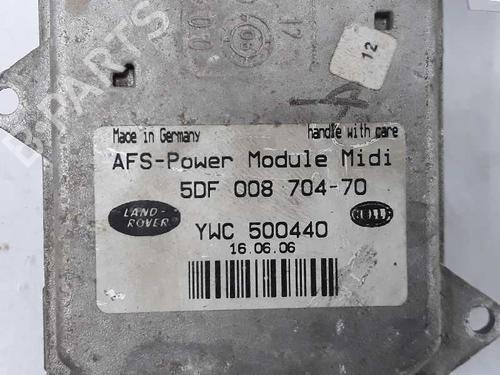 12
Made in Germany
handle with care
AFS-Power Module Midi
5DF 008 704-70
LAND-
ROVER
HELLA
YWC 500440
16.06.06
B-PARTS